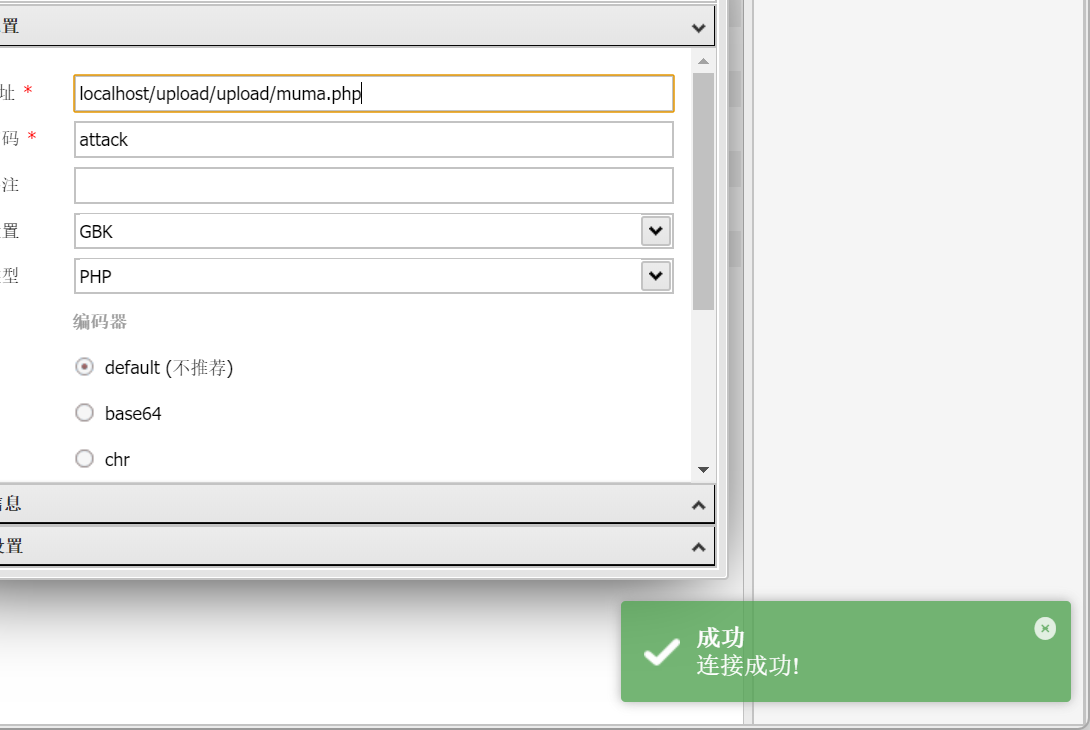 置
址 *
localhost/upload/upload/muma.php
码 *
attack
注
置
GBK
型
PHP
编码器
default (不推荐)
base64
chr
息
设置
成功
连接成功!